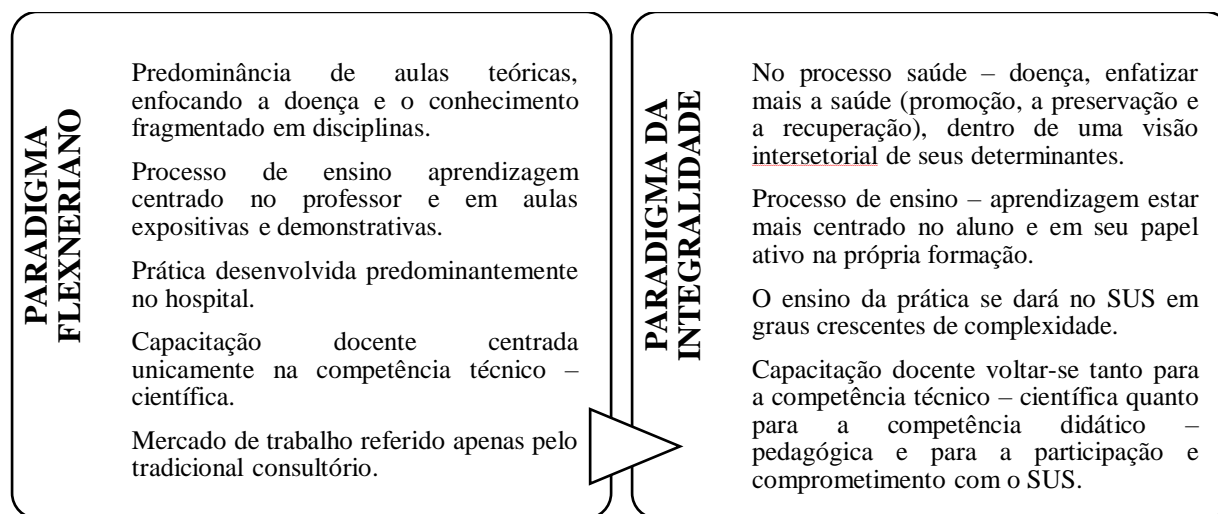 PARADIGMA
FLEXNERIANO
Predominância de aulas teóricas,
enfocando a doença e o conhecimento
fragmentado em disciplinas.
Processo de ensino aprendizagem
centrado no professor e em aulas
expositivas e demonstrativas.
Prática desenvolvida predominantemente
no hospital.
Capacitação docente centrada
unicamente na competência técnico –
científica.
Mercado de trabalho referido apenas pelo
tradicional consultório.
PARADIGMA DA
INTEGRALIDADE
No processo saúde – doença, enfatizar
mais a saúde (promoção, a preservação e
a recuperação), dentro de uma visão
intersetorial de seus determinantes.
Processo de ensino – aprendizagem estar
mais centrado no aluno e em seu papel
ativo na própria formação.
O ensino da prática se dará no SUS em
graus crescentes de complexidade.
Capacitação docente voltar-se tanto para
a competência técnico – científica quanto
para a competência didático –
pedagógica e para a participação e
comprometimento com o SUS.